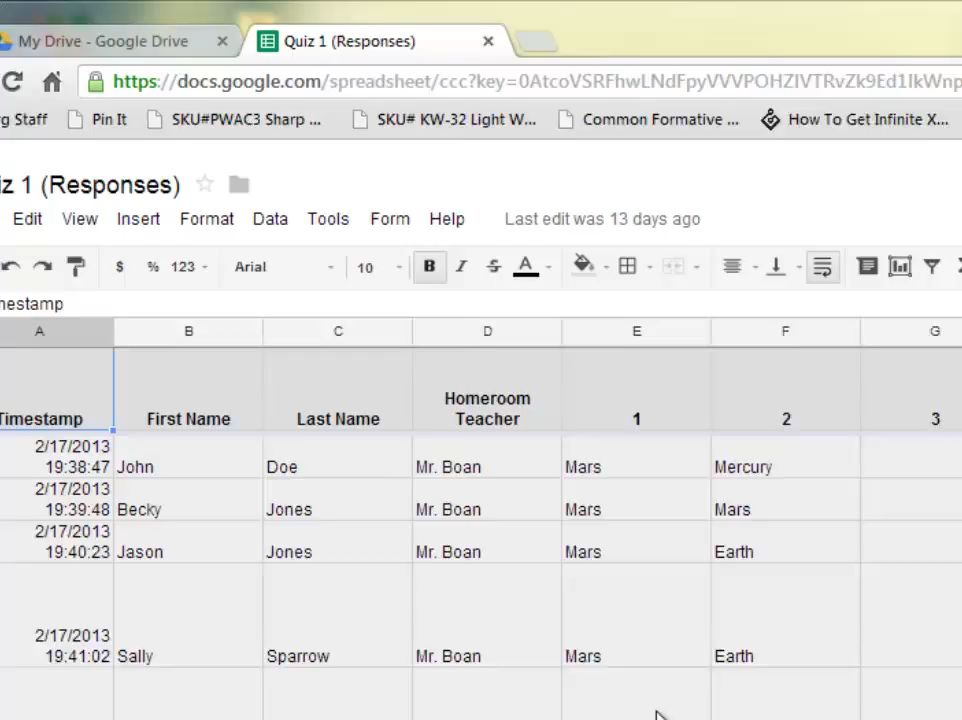 My Drive - Google Drive
Quiz 1 (Responses)
https://docs.google.com/spreadsheet/ccc?key=0AtcoVSRFhwLNdFpyVVVPOHZIVTRvZk9Ed1lkWnp
rg Staff Pin It SKU#PWAC3 Sharp ... SKU# KW-32 Light W... Common Formative ... How To Get Infinite X...
iz 1 (Responses)
Edit View Insert Format Data Tools Form Help Last edit was 13 days ago
$ % 123 Arial 10 B I S A
nestamp
A B C D E F G
Timestamp First Name Last Name Homeroom Teacher 1 2 3
2/17/2013
19:38:47 John Doe Mr. Boan Mars Mercury
2/17/2013
19:39:48 Becky Jones Mr. Boan Mars Mars
2/17/2013
19:40:23 Jason Jones Mr. Boan Mars Earth
2/17/2013
19:41:02 Sally Sparrow Mr. Boan Mars Earth